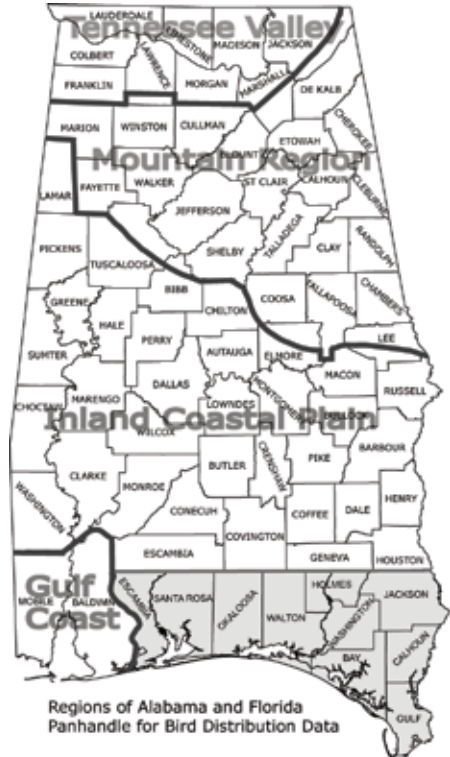 LAUDERDALE
Tennessee Valley
LIMESTONE
MADISON JACKSON
COLBERT
LAWRENCE
FRANKLIN
MORGAN
MARSHALL
DE KALB
MARION
WINSTON
CULLMAN
CHEROKEE
ETOWAH
BLOUNT
Mountain Region
LAMAR
FAYETTE
WALKER
ST CLAIR
CALHOUN
CLEBURNE
JEFFERSON
TALLADEGA
RANDOLPH
PICKENS
SHELBY
CLAY
TUSCALOOSA
BIBB
COOSA
TALLAPOOSA
CHAMBERS
GREENE
HALE
CHILTON
PERRY
LEE
SUMTER
AUTAUGA
ELMORE
MACON
DALLAS
RUSSELL
CHOCTAW
MARENGO
LOWNDES
MONTGOMERY
BULLOCK
Inland Coastal Plain
WILCOX
BUTLER
CRENSHAW
PIKE
BARBOUR
CLARKE
MONROE
WASHINGTON
CONECUH
COFFEE
DALE
HENRY
COVINGTON
ESCAMBIA
GENEVA
HOUSTON
Gulf
Coast
MOBILE
BALDWIN
ESCAMBIA
SANTA ROSA
OKALOOSA
WALTON
HOLMES
JACKSON
WASHINGTON
BAY
CALHOUN
GULF
Regions of Alabama and Florida
Panhandle for Bird Distribution Data